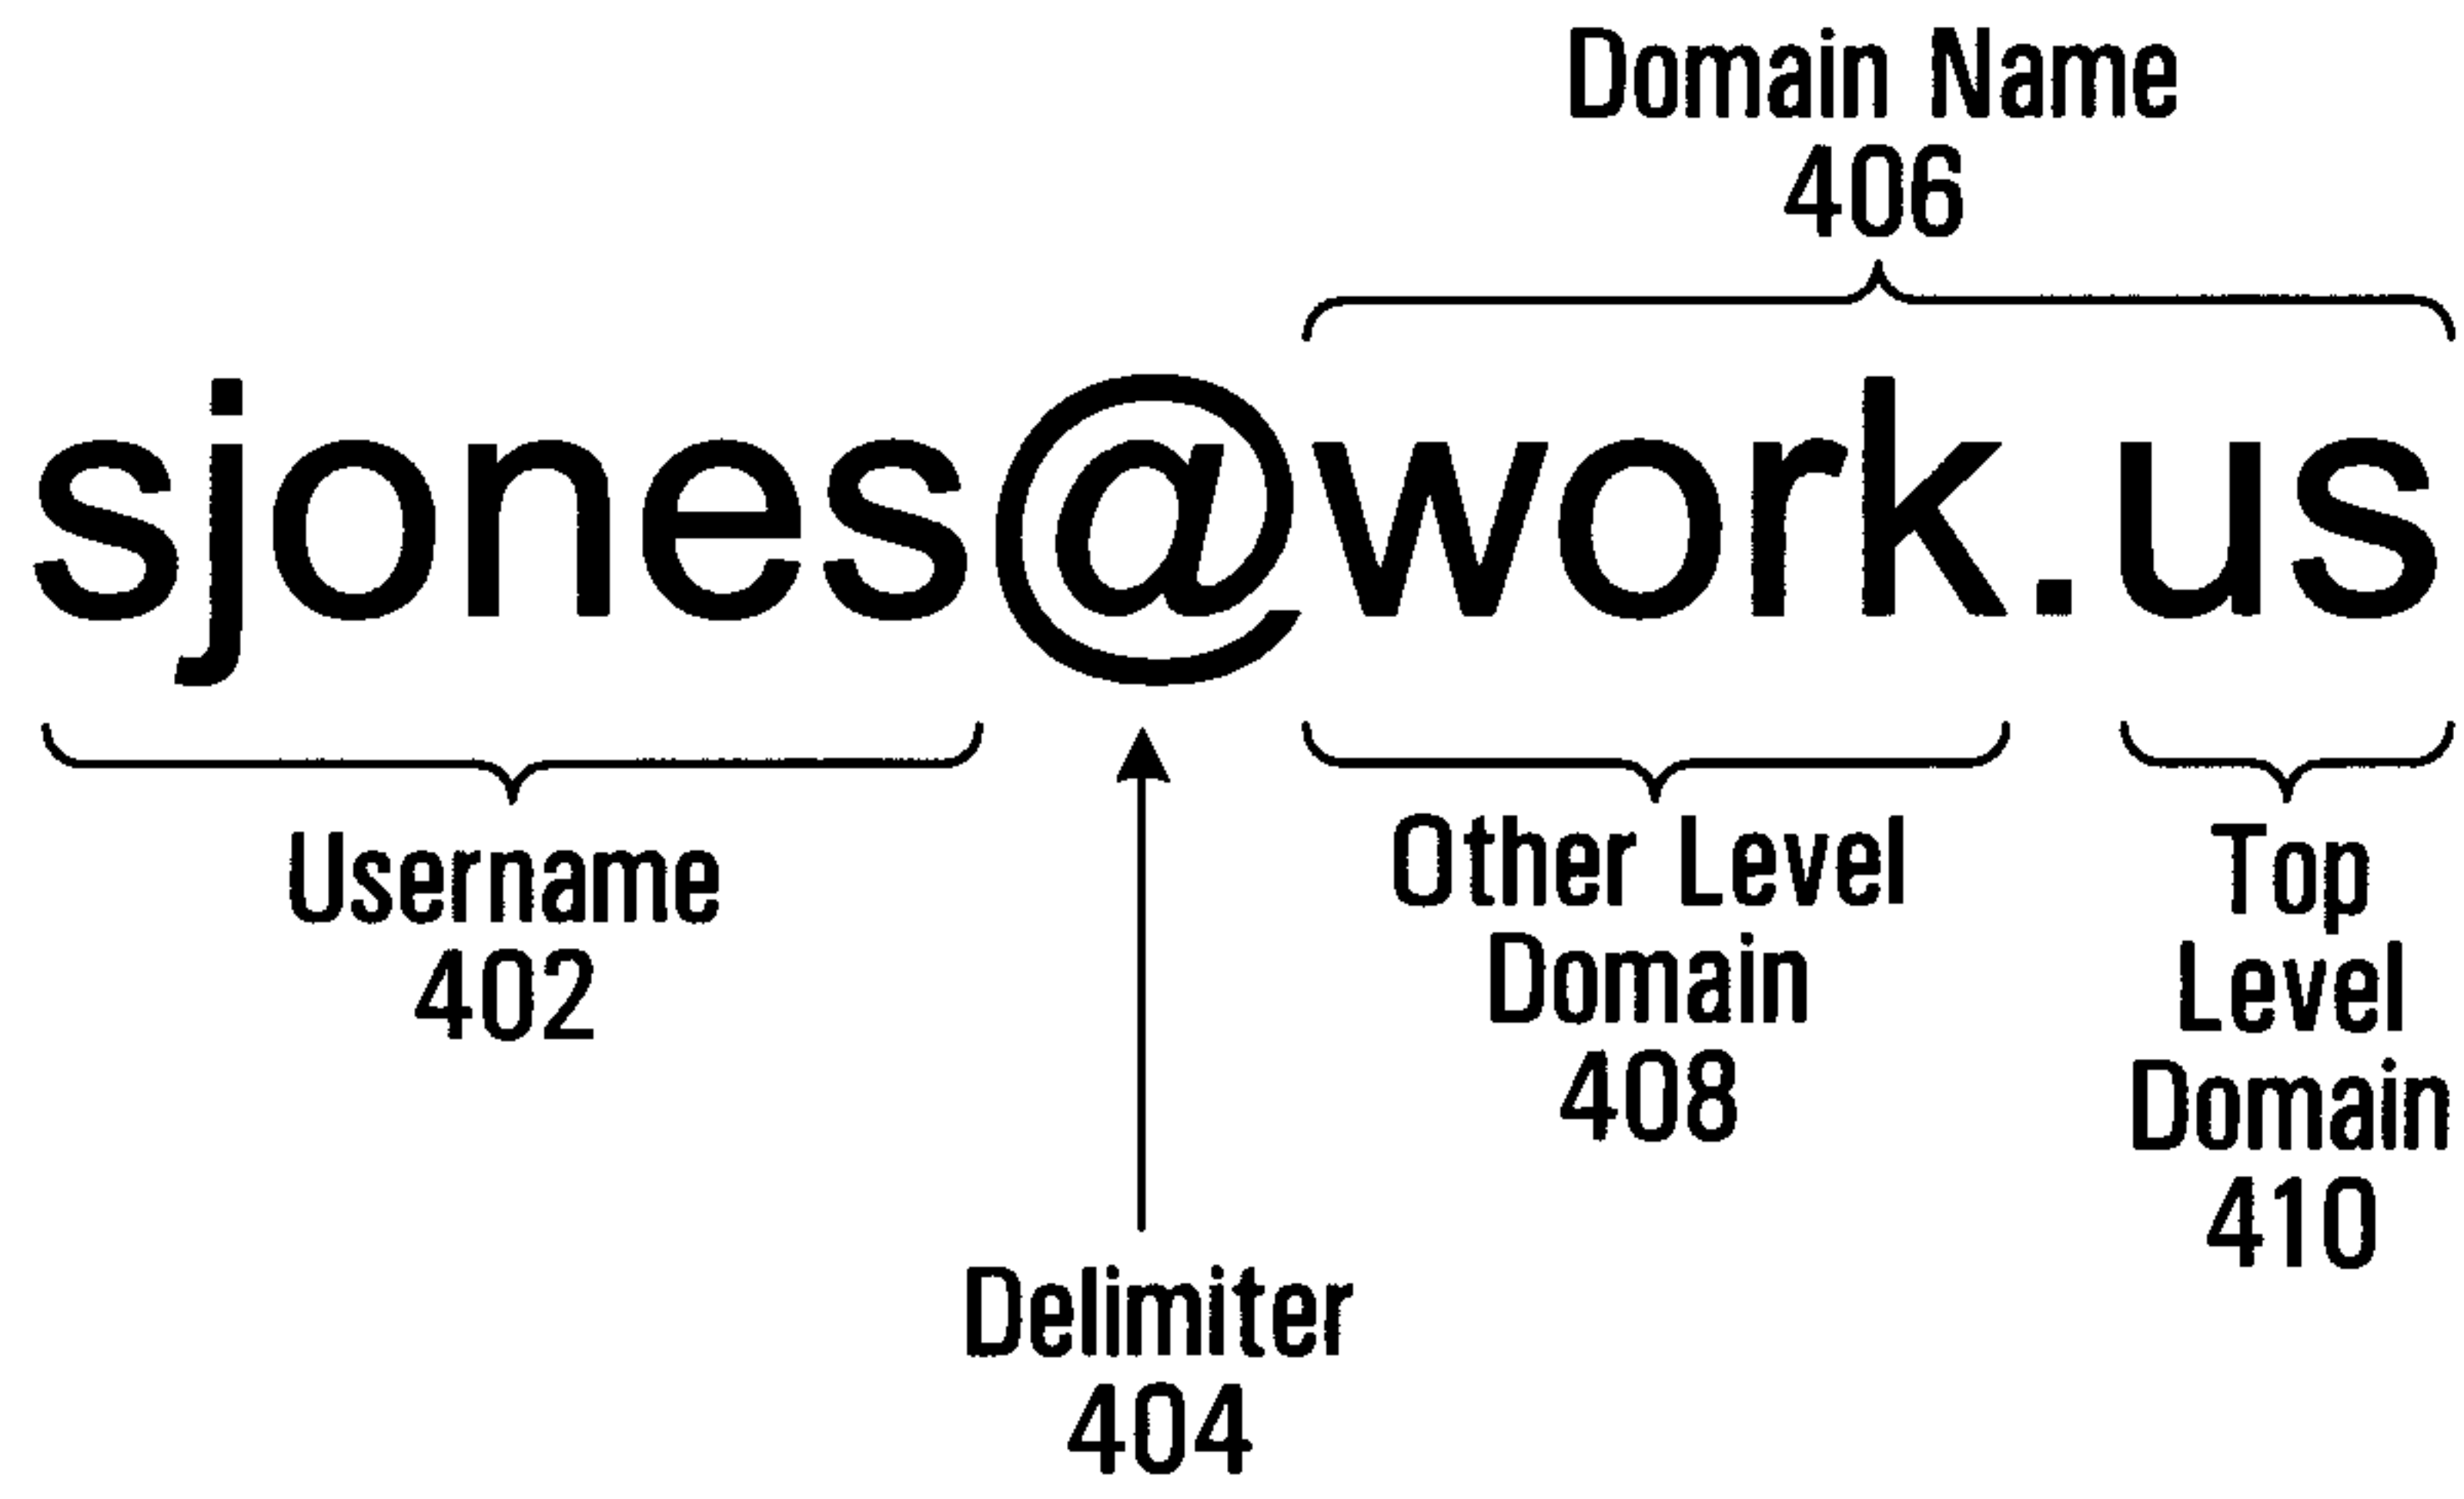 Domain Name
406
sjones@work.us
Username
402
Other Level
Domain
408
Top
Level
Domain
410
Delimiter
404